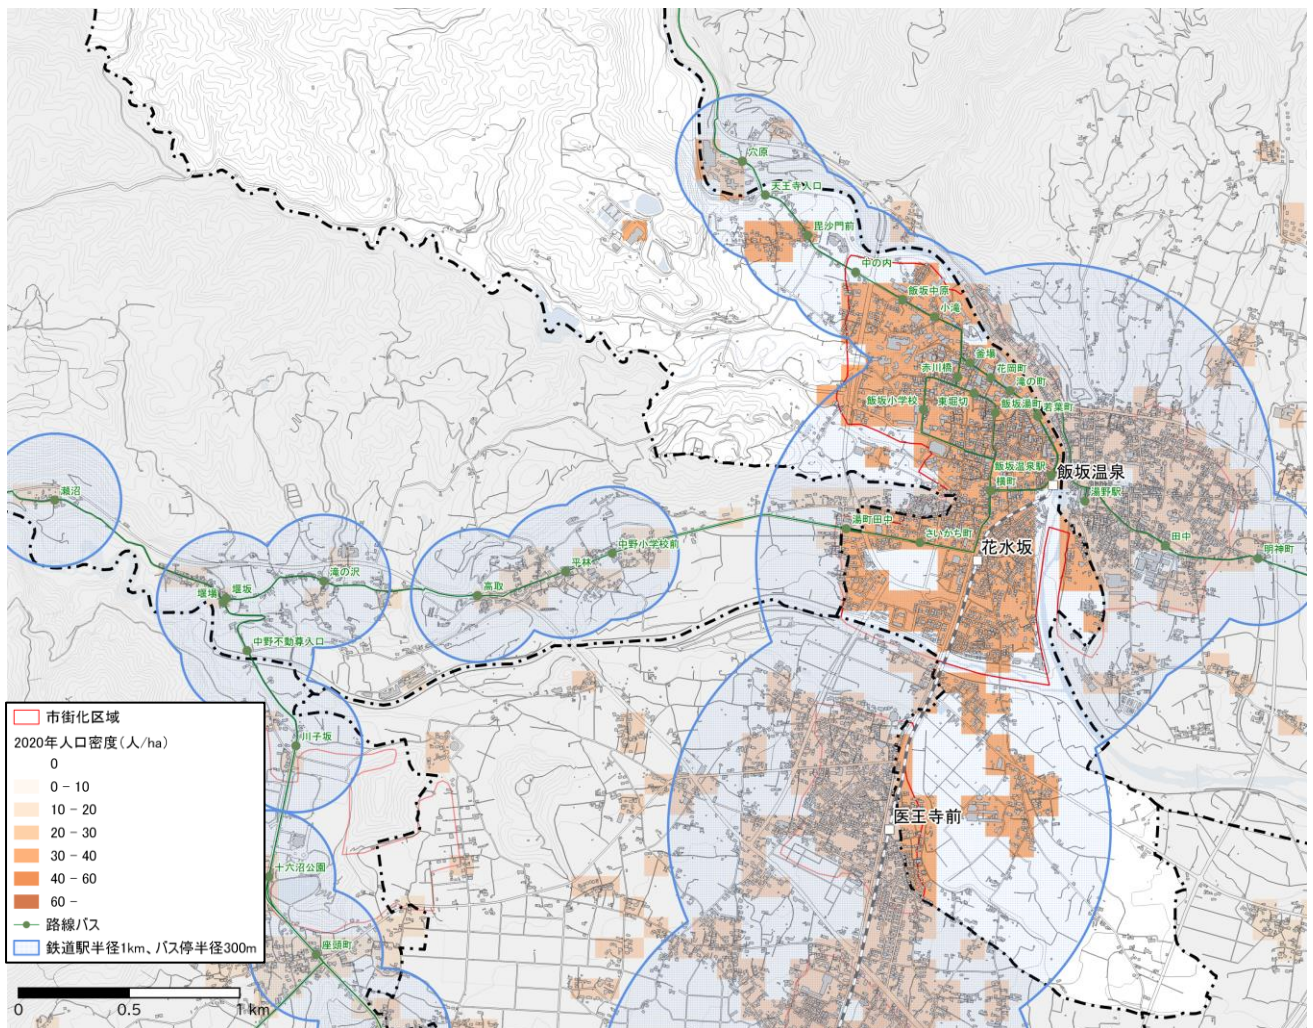 穴原
天王寺入口
毘沙門前
中の内
飯坂中原
小滝
釜場
赤川橋
花岡町
滝の町
飯坂小学校
東堀切
飯坂湯町
若葉町
飯坂温泉駅
飯坂温泉
横町
湯野駅
瀬沼
湯町田中
さいかち町
花水坂
田中
明神町
中野小学校前
平林
高取
滝の沢
堰坂
堰場
中野不動尊入口
川子坂
医王寺前
十六沼公園
座頭町
市街化区域
2020年人口密度(人/ha)
0
0 - 10
10 - 20
20 - 30
30 - 40
40 - 60
60 -
路線バス
鉄道駅半径1km、バス停半径300m
0 0.5 1 km